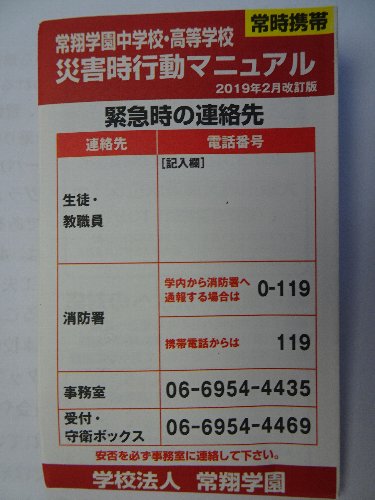 常時携帯
常翔学園中学校・高等学校
災害時行動マニュアル
2019年2月改訂版
緊急時の連絡先
連絡先 電話番号
生徒・
教職員
[記入欄]
消防署
学内から消防署へ
通報する場合は 0-119
携帯電話からは 119
事務室 06-6954-4435
受付・
守衛ボックス 06-6954-4469
安否を必ず事務室に連絡して下さい。
学校法人 常翔学園